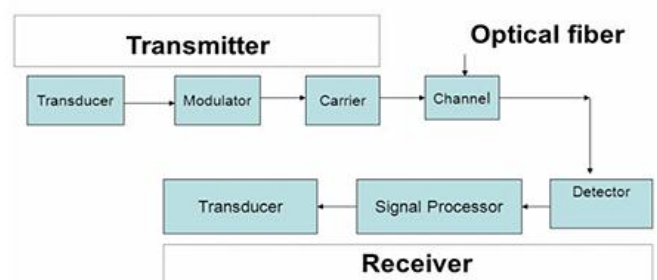 Transmitter
Optical fiber
Transducer
Modulator
Carrier
Channel
Transducer
Signal Processor
Detector
Receiver